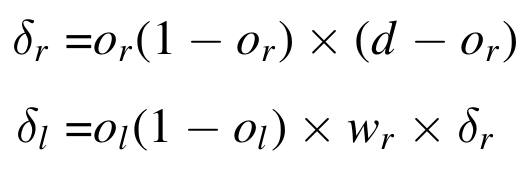 δ_r = o_r(1 − o_r) × (d − o_r)
δ_l = o_l(1 − o_l) × w_r × δ_r